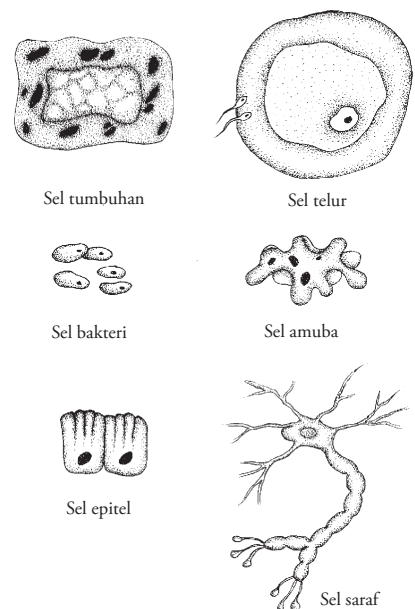 Sel tumbuhan
Sel telur
Sel bakteri
Sel amuba
Sel epitel
Sel saraf